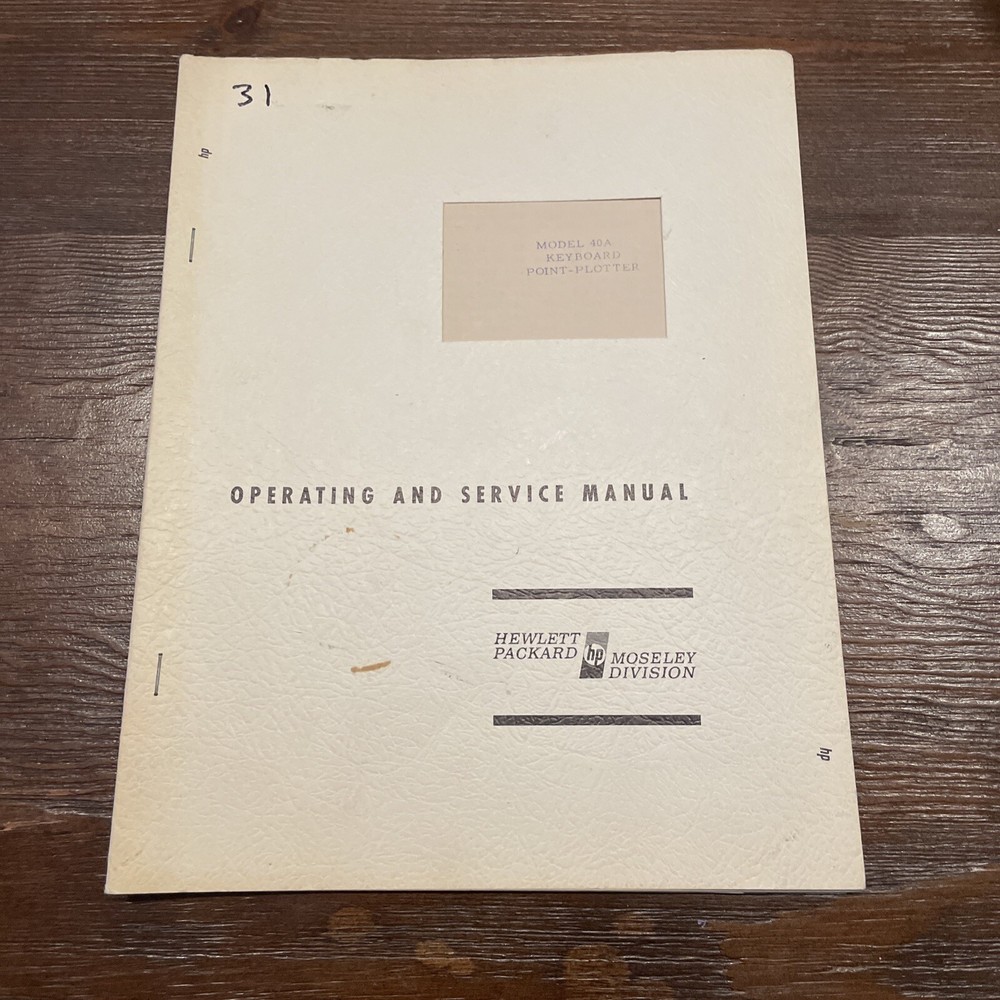 31
hp
MODEL 40A
KEYBOARD
POINT-PLOTTER
OPERATING AND SERVICE MANUAL
HEWLETT
PACKARD
hp
MOSELEY
DIVISION
hp